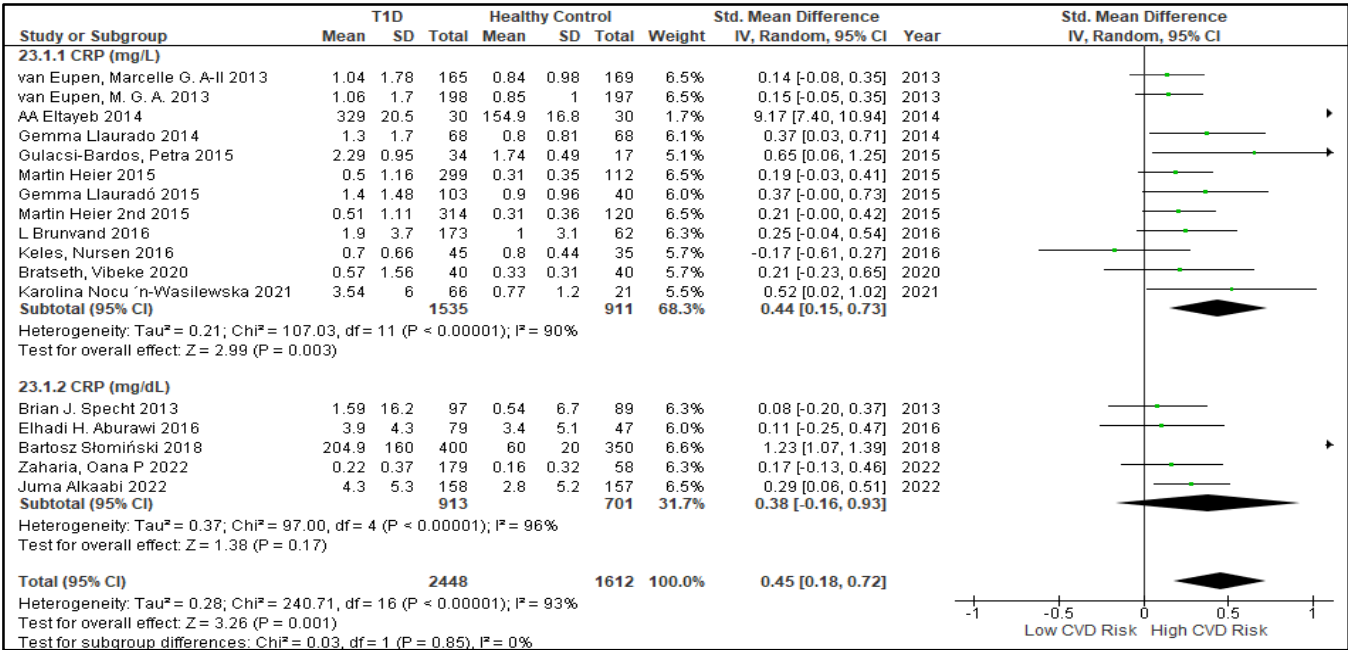 T1D Healthy Control Std. Mean Difference Std. Mean Difference
Study or Subgroup Mean SD Total Mean SD Total Weight IV, Random, 95% CI Year IV, Random, 95% CI
23.1.1 CRP (mg/L)
van Eupen, Marcelle G. A-II 2013 1.04 1.78 165 0.84 0.98 169 6.5% 0.14 [-0.08, 0.35] 2013
van Eupen, M. G. A. 2013 1.06 1.7 198 0.85 1 197 6.5% 0.15 [-0.05, 0.35] 2013
AA Eltayeb 2014 329 20.5 30 154.9 16.8 30 1.7% 9.17 [7.40, 10.94] 2014
Gemma Llaurado 2014 1.3 1.7 68 0.8 0.81 68 6.1% 0.37 [0.03, 0.71] 2014
Gulacsi-Bardos, Petra 2015 2.29 0.95 34 1.74 0.49 17 5.1% 0.65 [0.06, 1.25] 2015
Martin Heier 2015 0.5 1.16 299 0.31 0.35 112 6.5% 0.19 [-0.03, 0.41] 2015
Gemma Llauradó 2015 1.4 1.48 103 0.9 0.96 40 6.0% 0.37 [-0.00, 0.73] 2015
Martin Heier 2nd 2015 0.51 1.11 314 0.31 0.36 120 6.5% 0.21 [-0.00, 0.42] 2015
L Brunvand 2016 1.9 3.7 173 1 3.1 62 6.3% 0.25 [-0.04, 0.54] 2016
Keles, Nursen 2016 0.7 0.66 45 0.8 0.44 35 5.7% -0.17 [-0.61, 0.27] 2016
Bratseth, Vibeke 2020 0.57 1.56 40 0.33 0.31 40 5.7% 0.21 [-0.23, 0.65] 2020
Karolina Nocu ´n-Wasilewska 2021 3.54 6 66 0.77 1.2 21 5.5% 0.52 [0.02, 1.02] 2021
Subtotal (95% CI) 1535 911 68.3% 0.44 [0.15, 0.73]
Heterogeneity: Tau² = 0.21; Chi² = 107.03, df = 11 (P < 0.00001); I² = 90%
Test for overall effect: Z = 2.99 (P = 0.003)
23.1.2 CRP (mg/dL)
Brian J. Specht 2013 1.59 16.2 97 0.54 6.7 89 6.3% 0.08 [-0.20, 0.37] 2013
Elhadi H. Aburawi 2016 3.9 4.3 79 3.4 5.1 47 6.0% 0.11 [-0.25, 0.47] 2016
Bartosz Słomiński 2018 204.9 160 400 60 20 350 6.6% 1.23 [1.07, 1.39] 2018
Zaharia, Oana P 2022 0.22 0.37 179 0.16 0.32 58 6.3% 0.17 [-0.13, 0.46] 2022
Juma Alkaabi 2022 4.3 5.3 158 2.8 5.2 157 6.5% 0.29 [0.06, 0.51] 2022
Subtotal (95% CI) 913 701 31.7% 0.38 [-0.16, 0.93]
Heterogeneity: Tau² = 0.37; Chi² = 97.00, df = 4 (P < 0.00001); I² = 96%
Test for overall effect: Z = 1.38 (P = 0.17)
Total (95% CI) 2448 1612 100.0% 0.45 [0.18, 0.72]
Heterogeneity: Tau² = 0.28; Chi² = 240.71, df = 16 (P < 0.00001); I² = 93%
Test for overall effect: Z = 3.26 (P = 0.001)
Test for subgroup differences: Chi² = 0.03, df = 1 (P = 0.85), I² = 0%
-1 -0.5 0 0.5 1
Low CVD Risk High CVD Risk